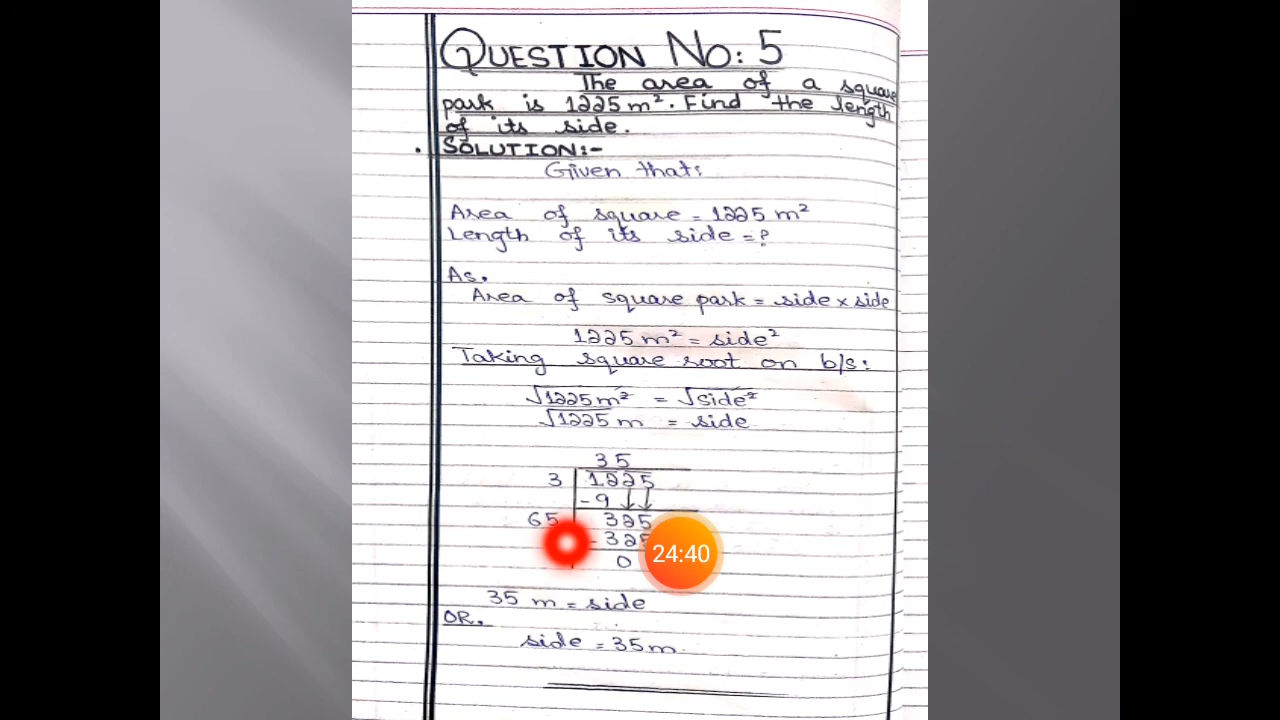 QUESTION No: 5
The area of a square
park is 1225 m². Find the length
of its side.
. SOLUTION:-
Given that:
Area of square = 1225 m²
Length of its side = ?
As,
Area of square park = side x side
1225 m² = side²
Taking square root on b/s:
√1225m² = √side²
√1225 m = side
35
3 1225
-9
65 325
-325
24:40
0
35 m = side
OR,
side = 35m